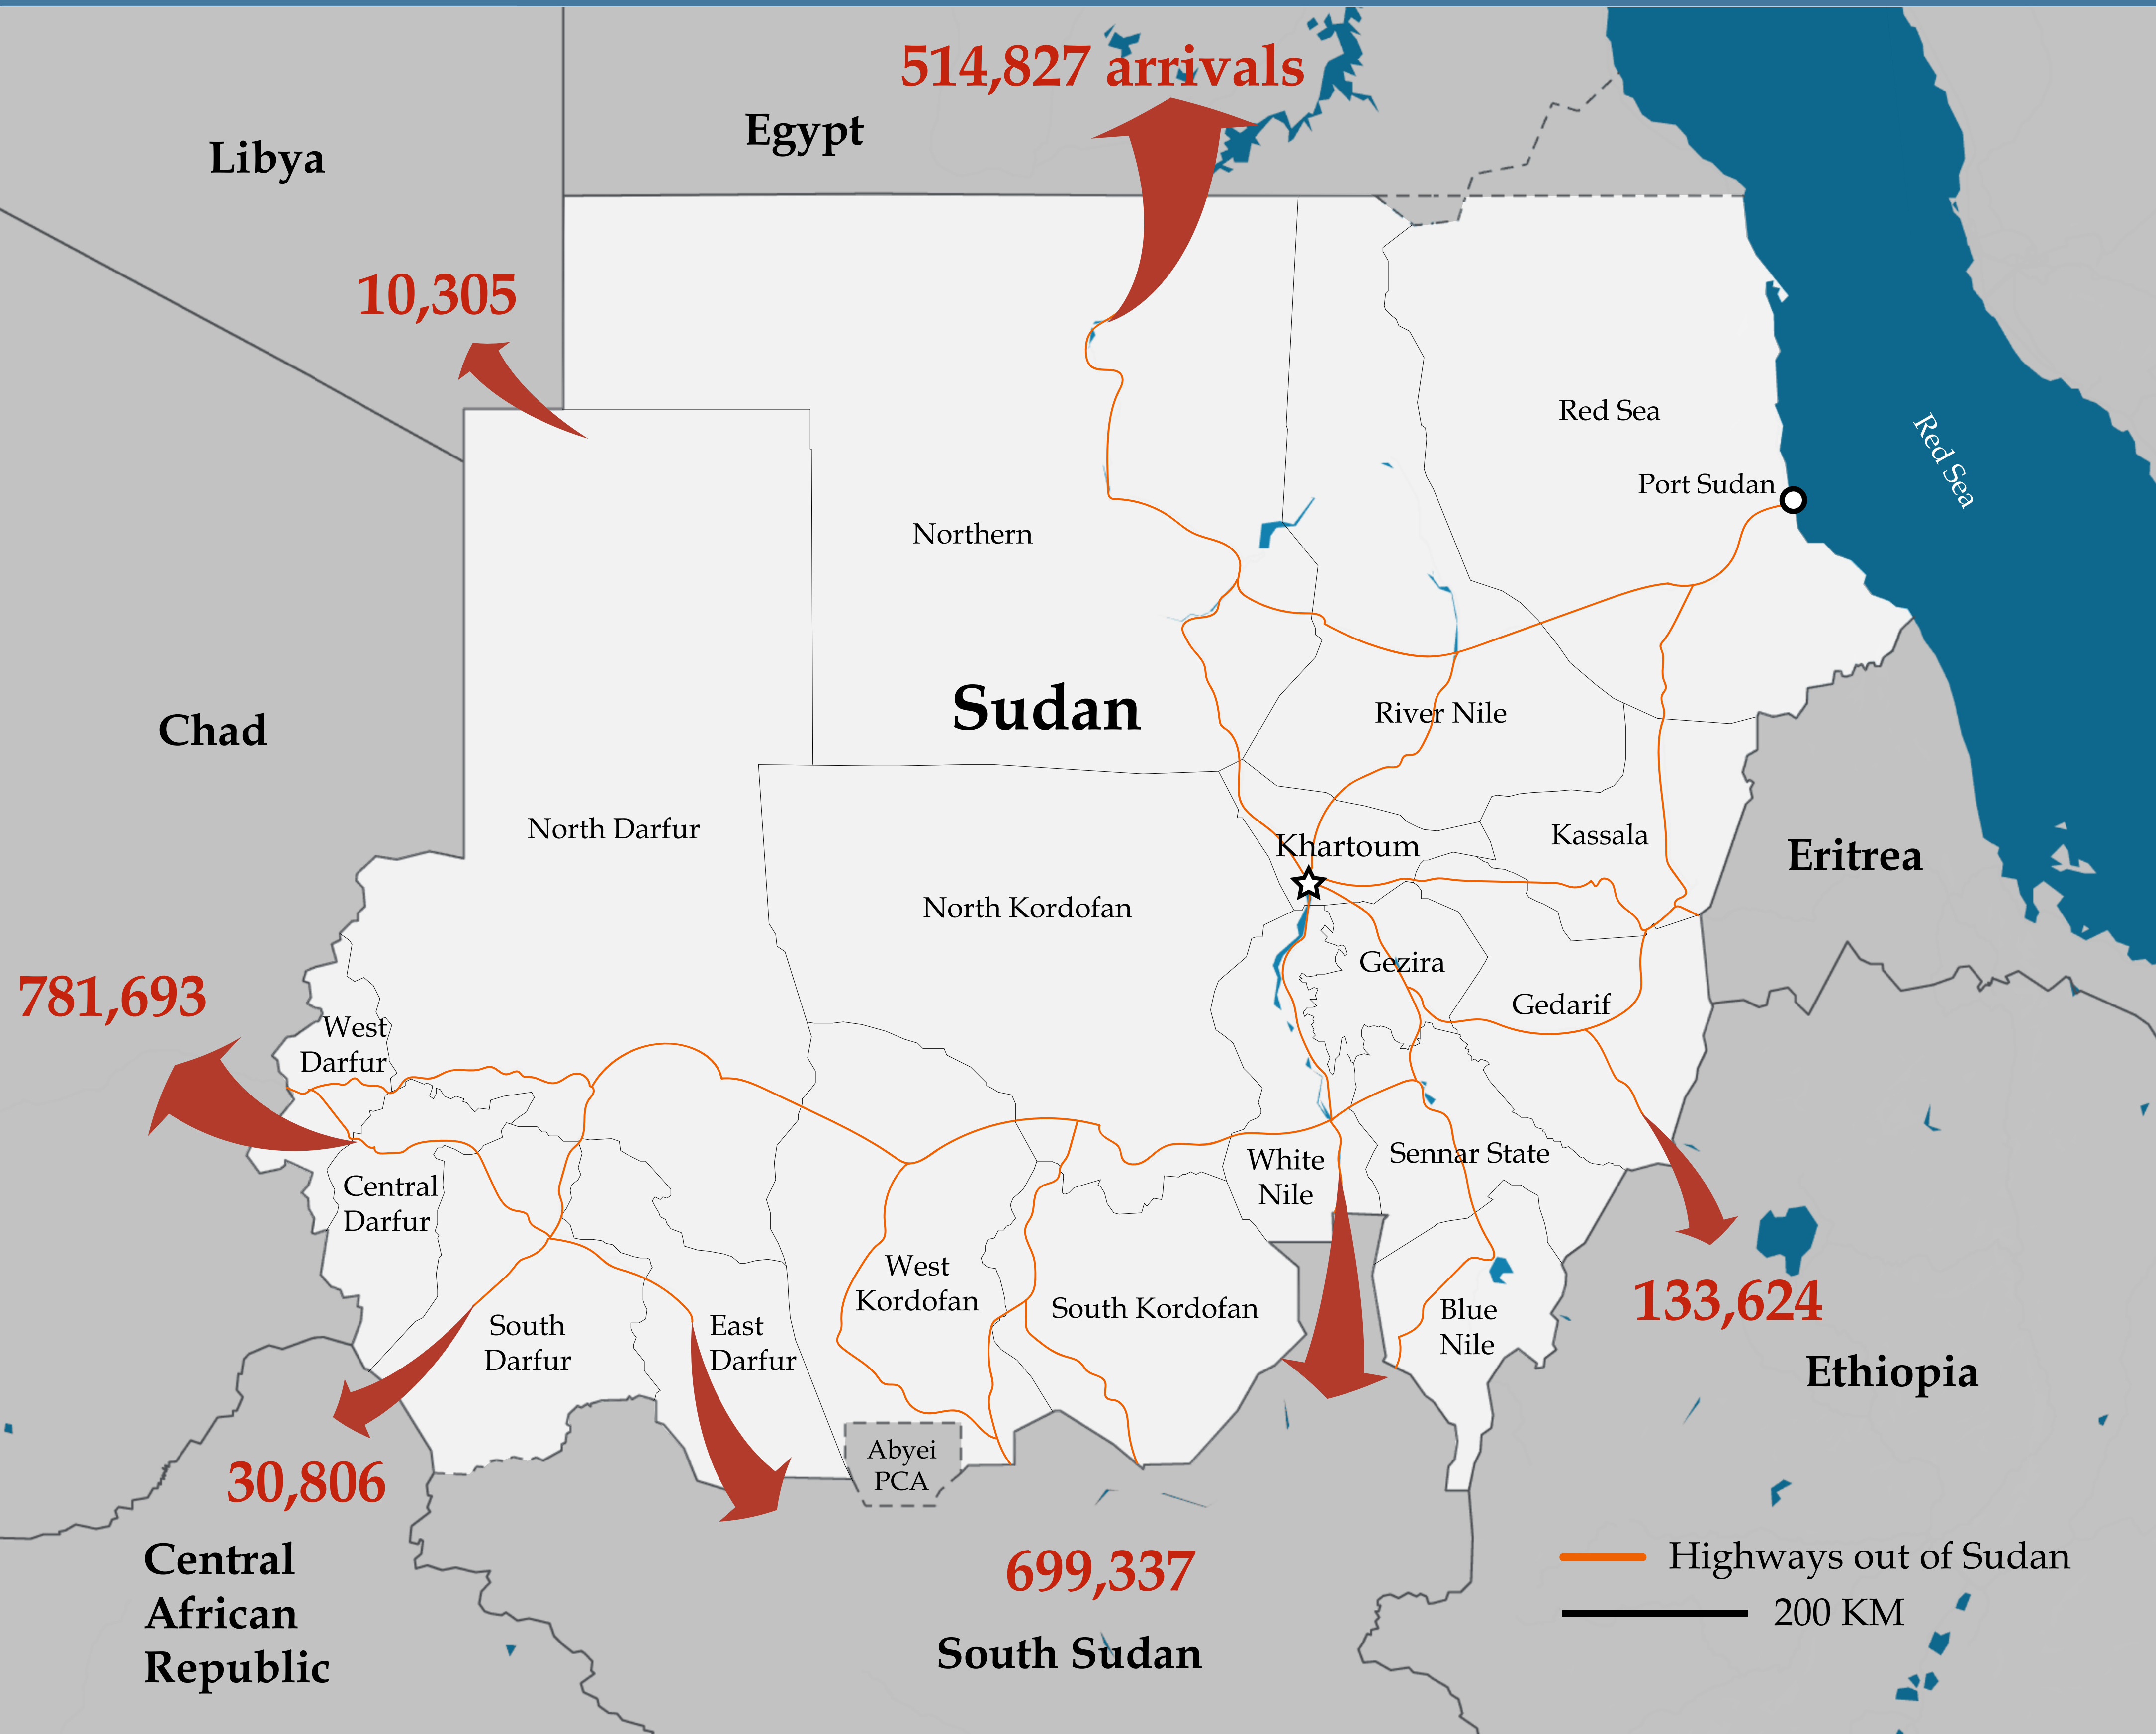 514,827 arrivals
Egypt
Libya
10,305
Red Sea
Red Sea
Port Sudan
Northern
Sudan
River Nile
Chad
North Darfur
Khartoum
Kassala
Eritrea
North Kordofan
Gezira
Gedarif
781,693
West
Darfur
Central
Darfur
White
Nile
Sennar State
West
Kordofan
South Kordofan
Blue
Nile
133,624
Ethiopia
South
Darfur
East
Darfur
Abyei
PCA
30,806
Central
African
Republic
699,337
South Sudan
Highways out of Sudan
200 KM